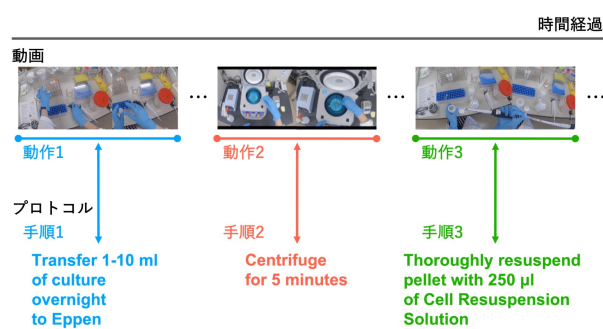 時間経過
動画
...
...
...
動作1
動作2
動作3
プロトコル
手順1
手順2
手順3
Transfer 1-10 ml
of culture
overnight
to Eppen
Centrifuge
for 5 minutes
Thoroughly resuspend
pellet with 250 μl
of Cell Resuspension
Solution